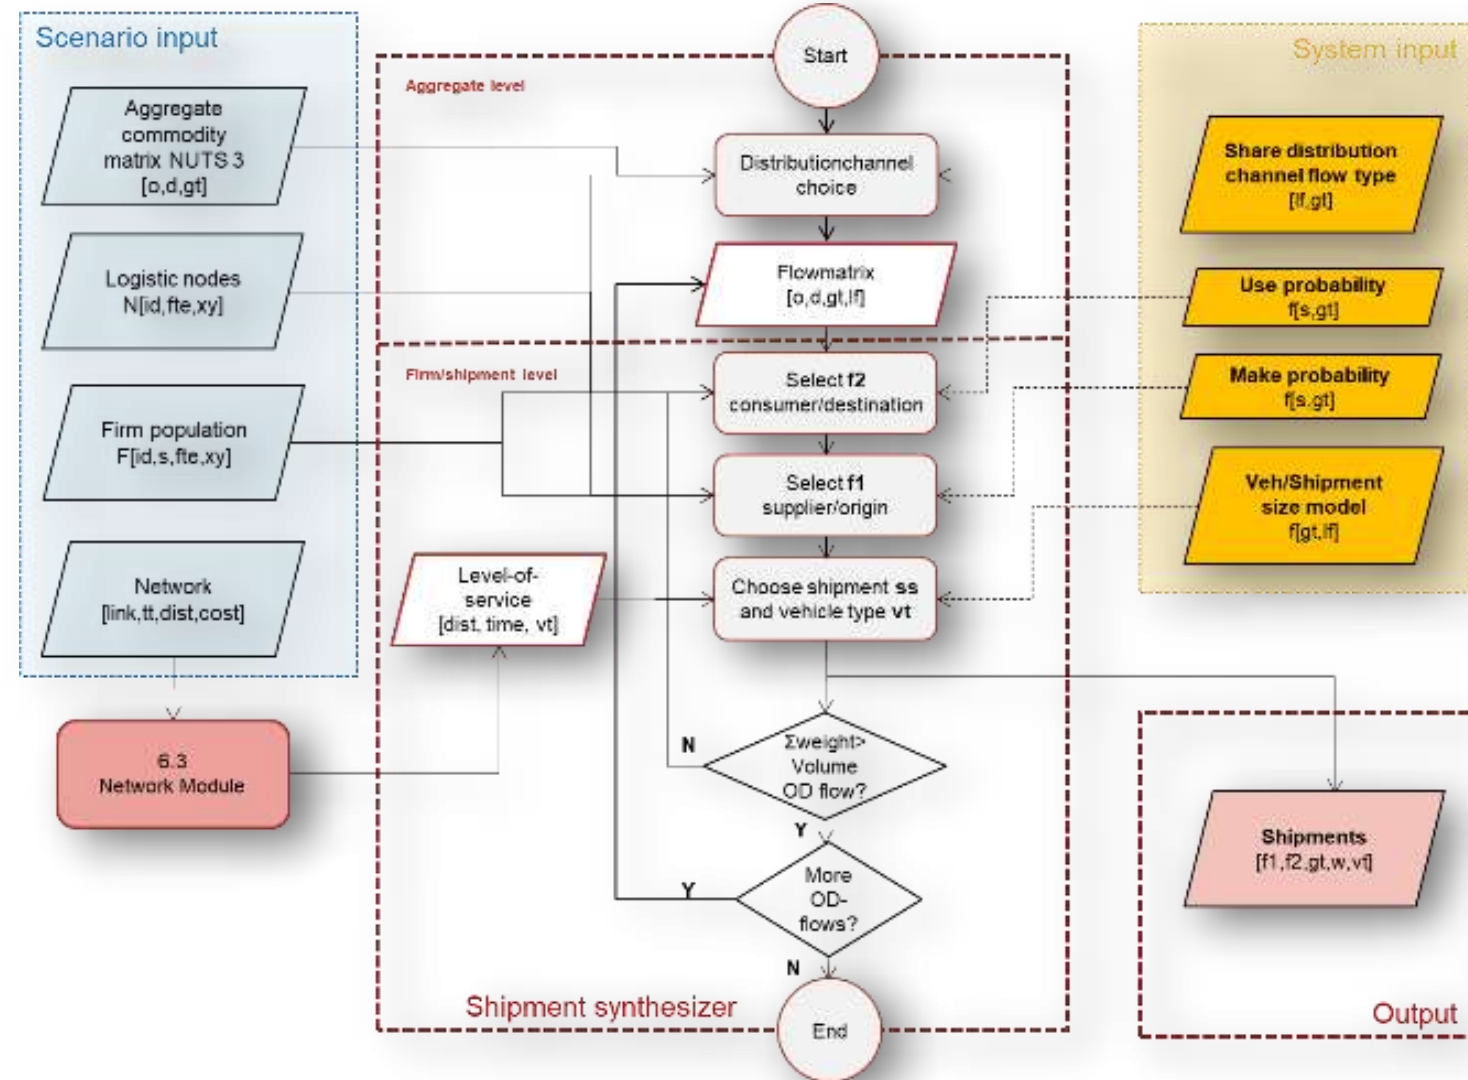 Scenario input
Aggregate
commodity
matrix NUTS 3
[o,d,gt]
Logistic nodes
N[id,fte,xy]
Firm population
F[id,s,fte,xy]
Network
[link,tt,dist,cost]
6.3
Network Module
Aggregate level
Start
Distributionchannel
choice
Flowmatrix
[o,d,gt,lf]
Firm/shipment level
Select f2
consumer/destination
Select f1
supplier/origin
Level-of-
service
[dist, time, vt]
Choose shipment ss
and vehicle type vt
N
Σweight>
Volume
OD flow?
Y
Y
More
OD-
flows?
N
Shipment synthesizer
End
System input
Share distribution
channel flow type
[lf,gt]
Use probability
f[s,gt]
Make probability
f[s,gt]
Veh/Shipment
size model
f[gt,lf]
Shipments
[f1,f2,gt,w,vt]
Output